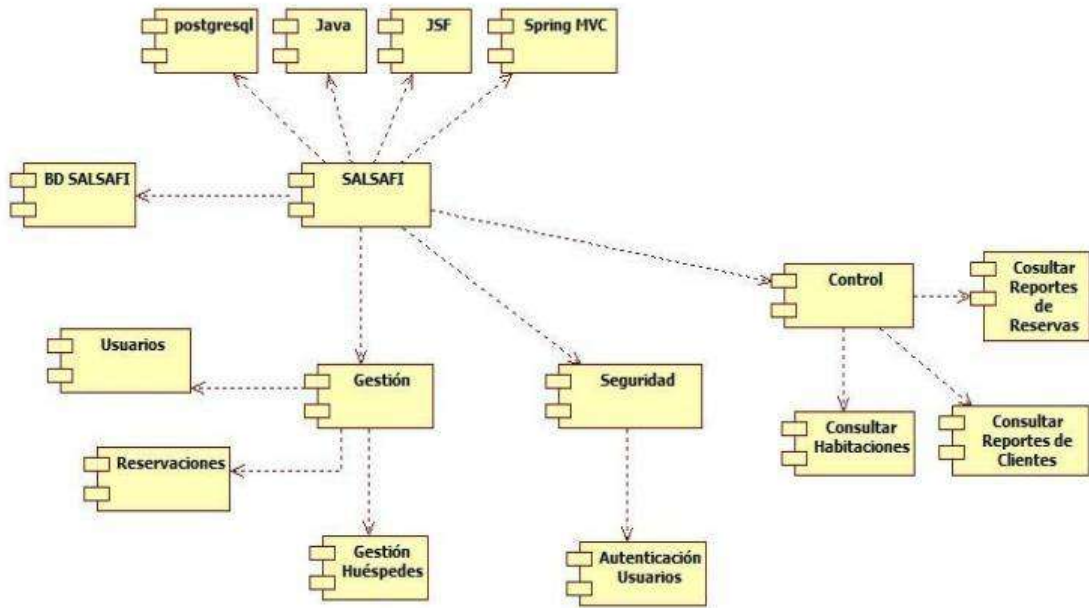 postgresql
Java
JSF
Spring MVC
BD SALSAFI
SALSAFI
Control
Cosultar
Reportes
de
Reservas
Usuarios
Gestión
Seguridad
Reservaciones
Consultar
Habitaciones
Consultar
Reportes de
Clientes
Gestión
Huéspedes
Autenticación
Usuarios